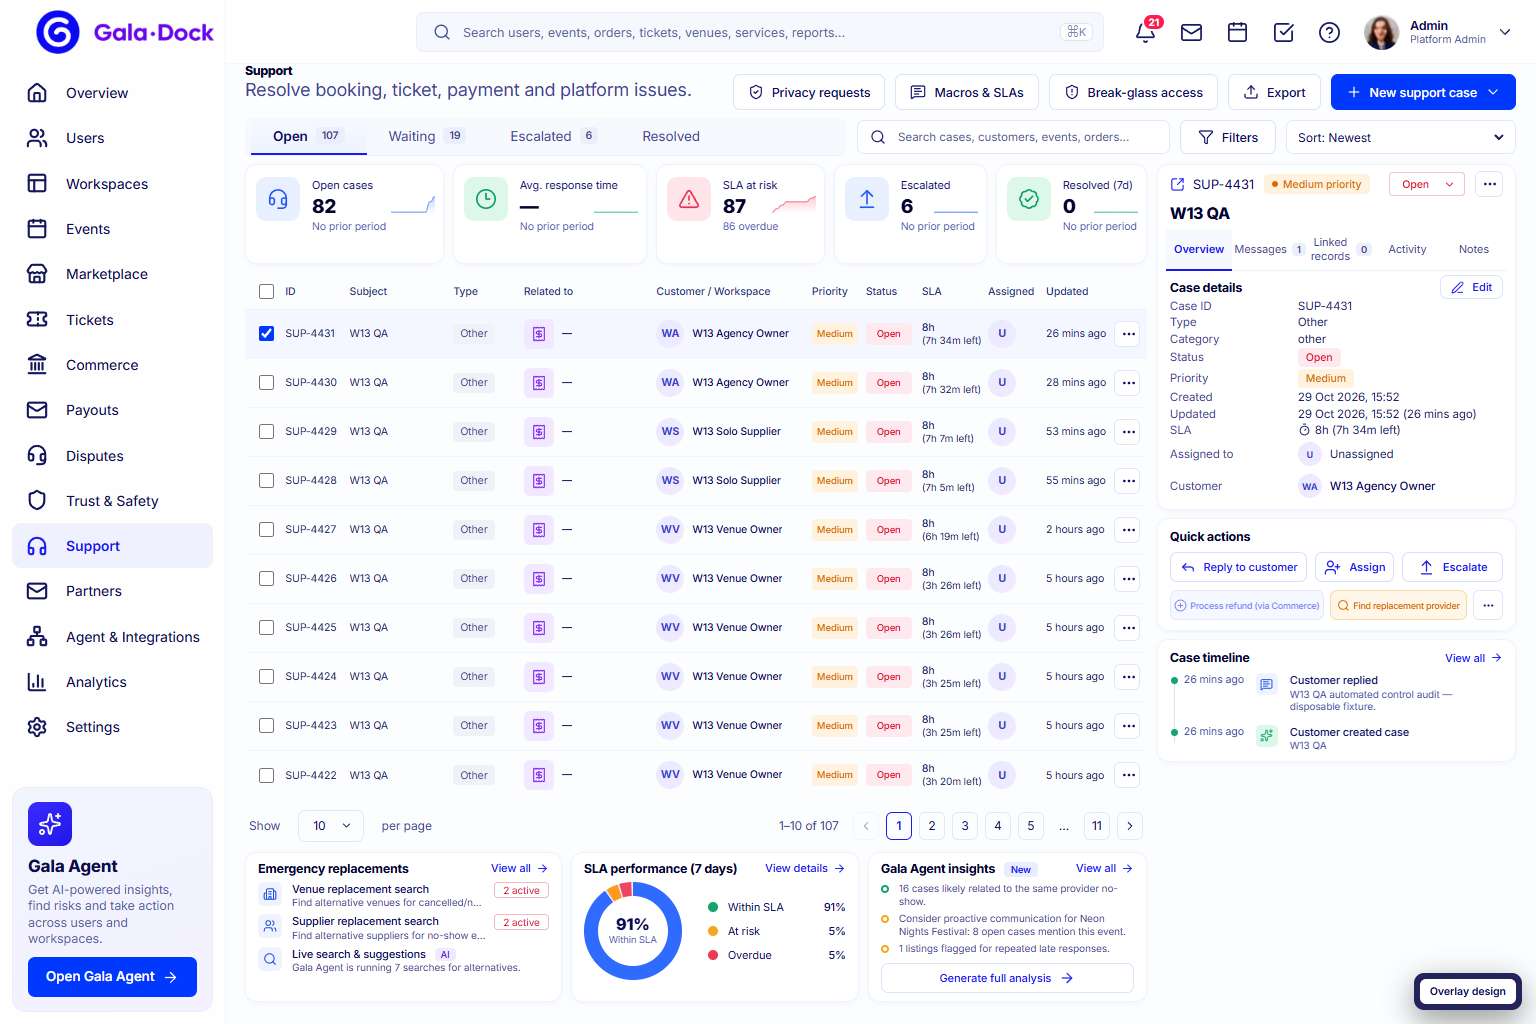 Gala·Dock
Search users, events, orders, tickets, venues, services, reports...
⌘K
21
Admin
Platform Admin
Overview
Users
Workspaces
Events
Marketplace
Tickets
Commerce
Payouts
Disputes
Trust & Safety
Support
Partners
Agent & Integrations
Analytics
Settings
Gala Agent
Get AI-powered insights,
find risks and take action
across users and
workspaces.
Open Gala Agent
Support
Resolve booking, ticket, payment and platform issues.
Privacy requests
Macros & SLAs
Break-glass access
Export
New support case
Open 107
Waiting 19
Escalated 6
Resolved
Search cases, customers, events, orders...
Filters
Sort: Newest
Open cases
82
No prior period
Avg. response time
—
No prior period
SLA at risk
87
86 overdue
Escalated
6
No prior period
Resolved (7d)
0
No prior period
ID Subject Type Related to Customer / Workspace Priority Status SLA Assigned Updated
SUP-4431 W13 QA Other — WA W13 Agency Owner Medium Open 8h (7h 34m left) U 26 mins ago
SUP-4430 W13 QA Other — WA W13 Agency Owner Medium Open 8h (7h 32m left) U 28 mins ago
SUP-4429 W13 QA Other — WS W13 Solo Supplier Medium Open 8h (7h 7m left) U 53 mins ago
SUP-4428 W13 QA Other — WS W13 Solo Supplier Medium Open 8h (7h 5m left) U 55 mins ago
SUP-4427 W13 QA Other — WV W13 Venue Owner Medium Open 8h (6h 19m left) U 2 hours ago
SUP-4426 W13 QA Other — WV W13 Venue Owner Medium Open 8h (3h 26m left) U 5 hours ago
SUP-4425 W13 QA Other — WV W13 Venue Owner Medium Open 8h (3h 26m left) U 5 hours ago
SUP-4424 W13 QA Other — WV W13 Venue Owner Medium Open 8h (3h 25m left) U 5 hours ago
SUP-4423 W13 QA Other — WV W13 Venue Owner Medium Open 8h (3h 25m left) U 5 hours ago
SUP-4422 W13 QA Other — WV W13 Venue Owner Medium Open 8h (3h 20m left) U 5 hours ago
Show 10 per page
1–10 of 107
1 2 3 4 5 ... 11
Emergency replacements
View all
Venue replacement search
Find alternative venues for cancelled/n...
2 active
Supplier replacement search
Find alternative suppliers for no-show e...
2 active
Live search & suggestions AI
Gala Agent is running 7 searches for alternatives.
SLA performance (7 days)
View details
91%
Within SLA
Within SLA 91%
At risk 5%
Overdue 5%
Gala Agent insights New
View all
16 cases likely related to the same provider no-
show.
Consider proactive communication for Neon
Nights Festival: 8 open cases mention this event.
1 listings flagged for repeated late responses.
Generate full analysis
SUP-4431
Medium priority
Open
W13 QA
Overview
Messages 1
Linked
records 0
Activity
Notes
Case details
Edit
Case ID SUP-4431
Type Other
Category other
Status Open
Priority Medium
Created 29 Oct 2026, 15:52
Updated 29 Oct 2026, 15:52 (26 mins ago)
SLA 8h (7h 34m left)
Assigned to U Unassigned
Customer WA W13 Agency Owner
Quick actions
Reply to customer
Assign
Escalate
Process refund (via Commerce)
Find replacement provider
Case timeline
View all
26 mins ago
Customer replied
W13 QA automated control audit —
disposable fixture.
26 mins ago
Customer created case
W13 QA
Overlay design